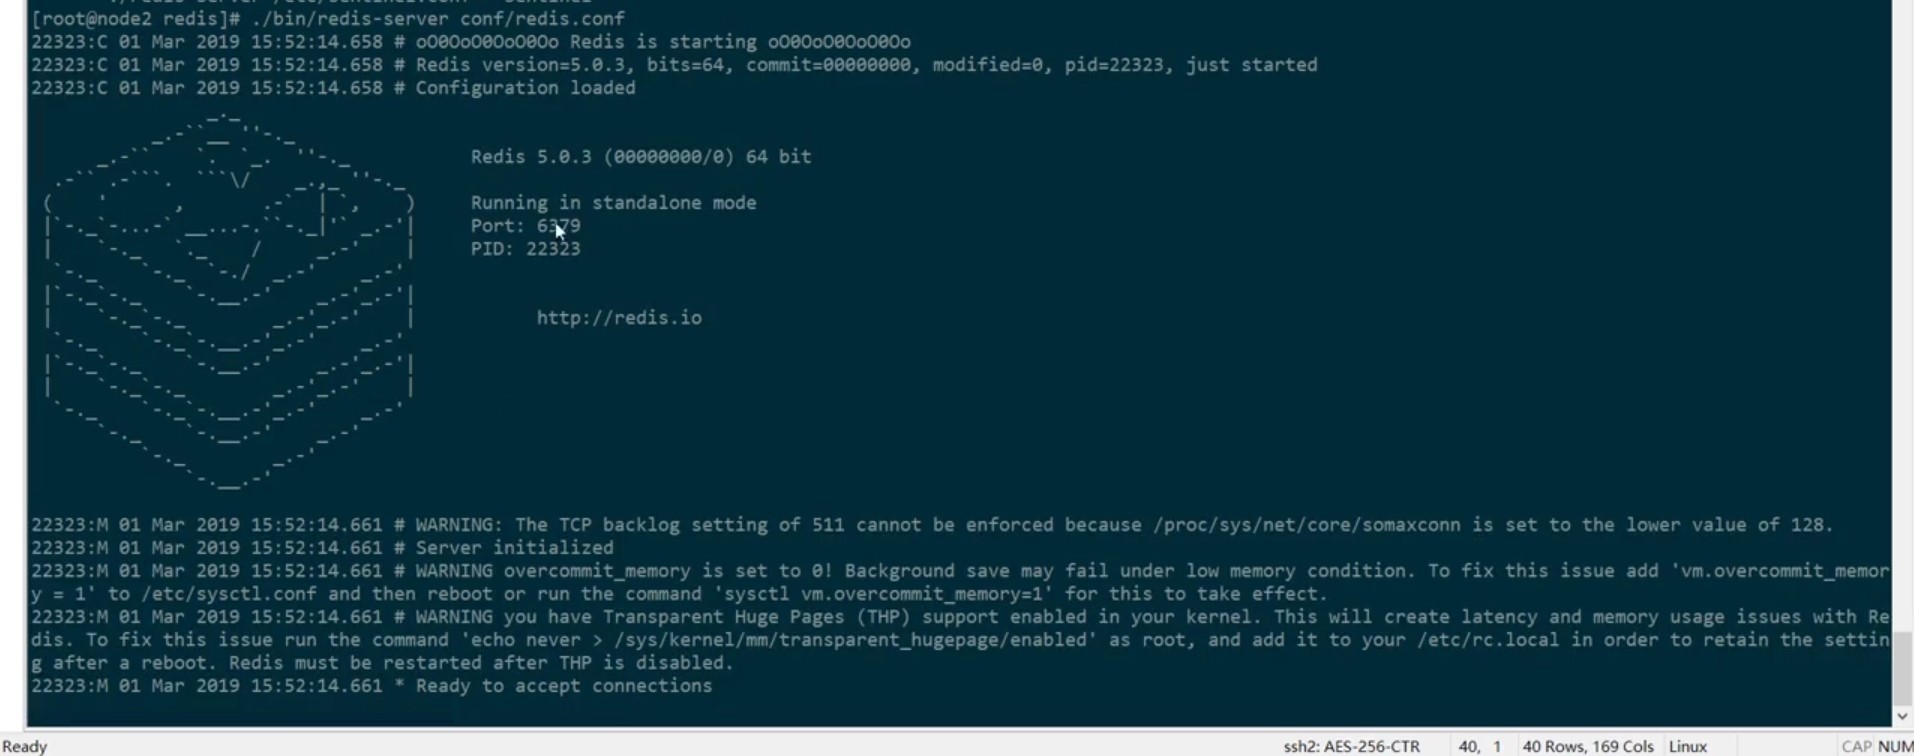 [root@node2 redis]# ./bin/redis-server conf/redis.conf
22323:C 01 Mar 2019 15:52:14.658 # oO0OoO0OoO0Oo Redis is starting oO0OoO0OoO0Oo
22323:C 01 Mar 2019 15:52:14.658 # Redis version=5.0.3, bits=64, commit=00000000, modified=0, pid=22323, just started
22323:C 01 Mar 2019 15:52:14.658 # Configuration loaded
Redis 5.0.3 (00000000/0) 64 bit
Running in standalone mode
Port: 6379
PID: 22323
http://redis.io
22323:M 01 Mar 2019 15:52:14.661 # WARNING: The TCP backlog setting of 511 cannot be enforced because /proc/sys/net/core/somaxconn is set to the lower value of 128.
22323:M 01 Mar 2019 15:52:14.661 # Server initialized
22323:M 01 Mar 2019 15:52:14.661 # WARNING overcommit_memory is set to 0! Background save may fail under low memory condition. To fix this issue add 'vm.overcommit_memor
y = 1' to /etc/sysctl.conf and then reboot or run the command 'sysctl vm.overcommit_memory=1' for this to take effect.
22323:M 01 Mar 2019 15:52:14.661 # WARNING you have Transparent Huge Pages (THP) support enabled in your kernel. This will create latency and memory usage issues with Re
dis. To fix this issue run the command 'echo never > /sys/kernel/mm/transparent_hugepage/enabled' as root, and add it to your /etc/rc.local in order to retain the settin
g after a reboot. Redis must be restarted after THP is disabled.
22323:M 01 Mar 2019 15:52:14.661 * Ready to accept connections
Ready ssh2: AES-256-CTR 40, 1 40 Rows, 169 Cols Linux CAP NUM